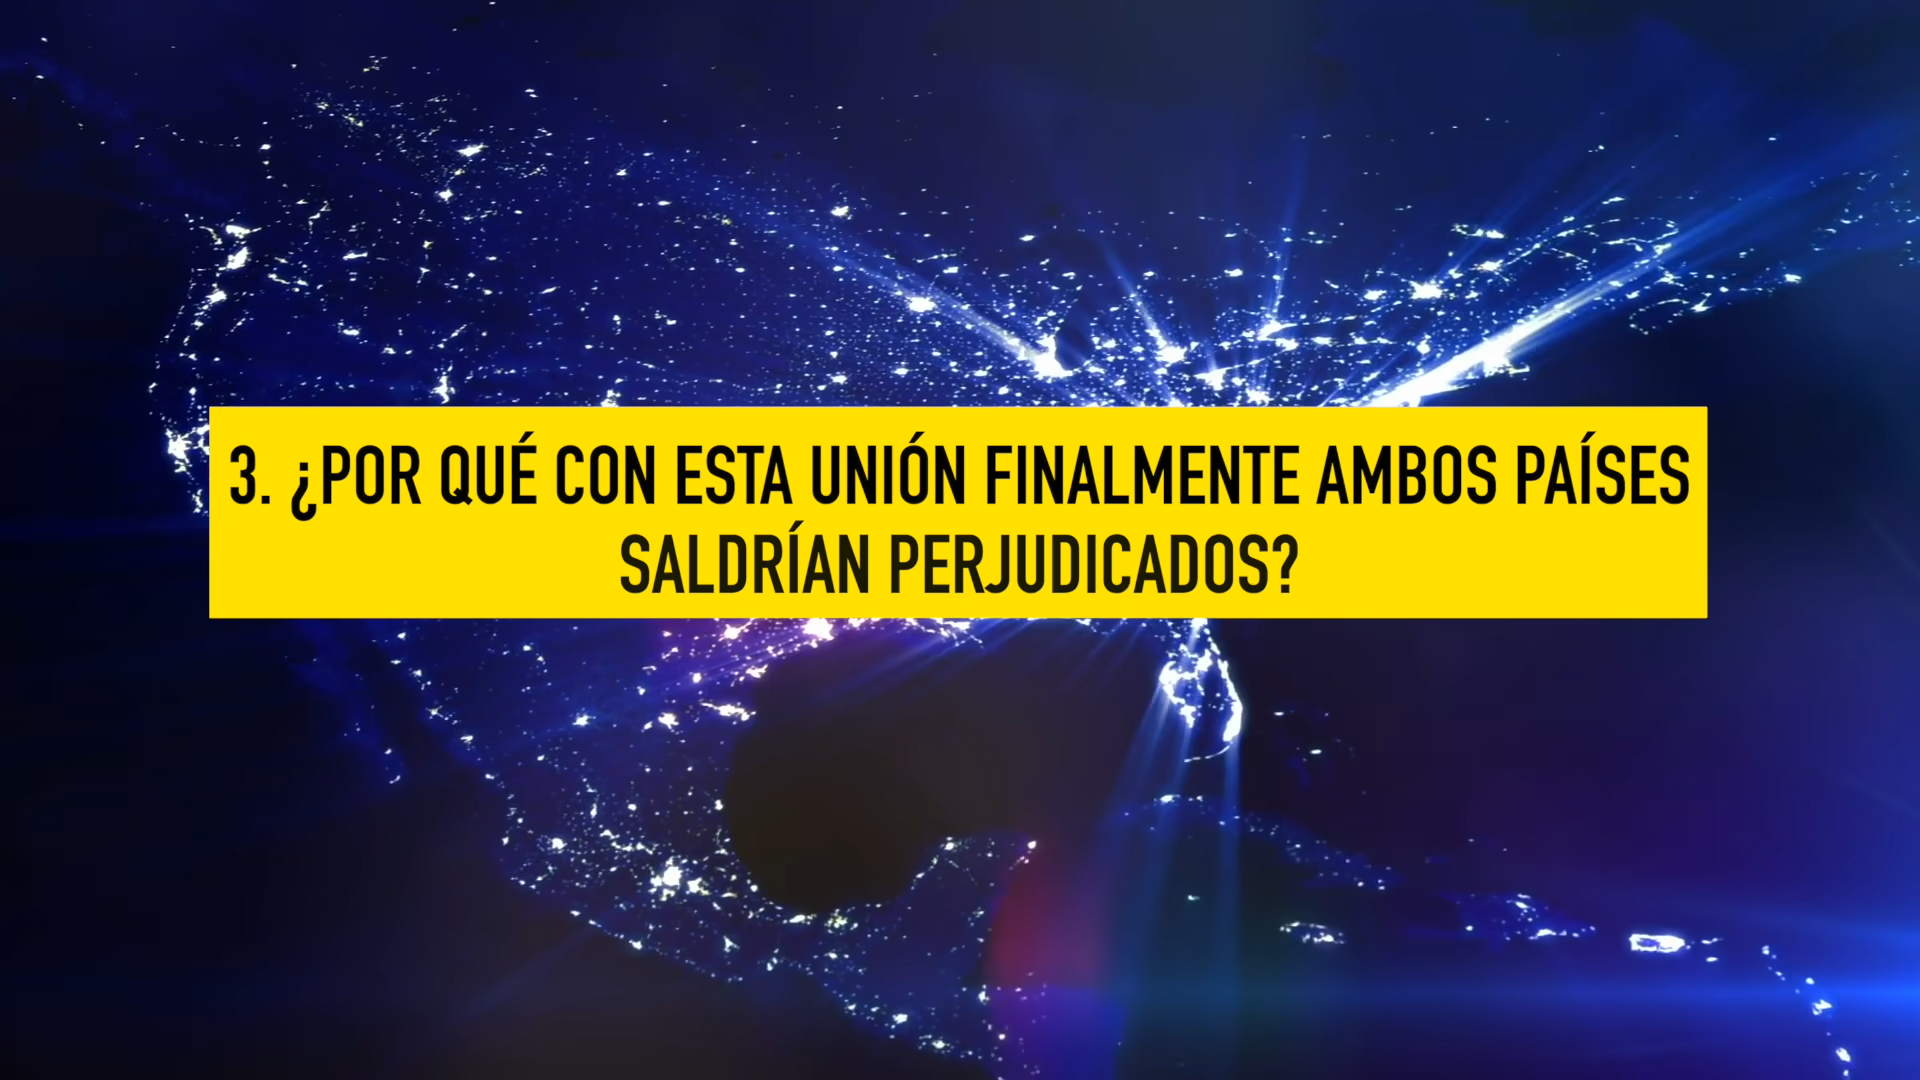 3. ¿POR QUÉ CON ESTA UNIÓN FINALMENTE AMBOS PAÍSES
SALDRÍAN PERJUDICADOS?